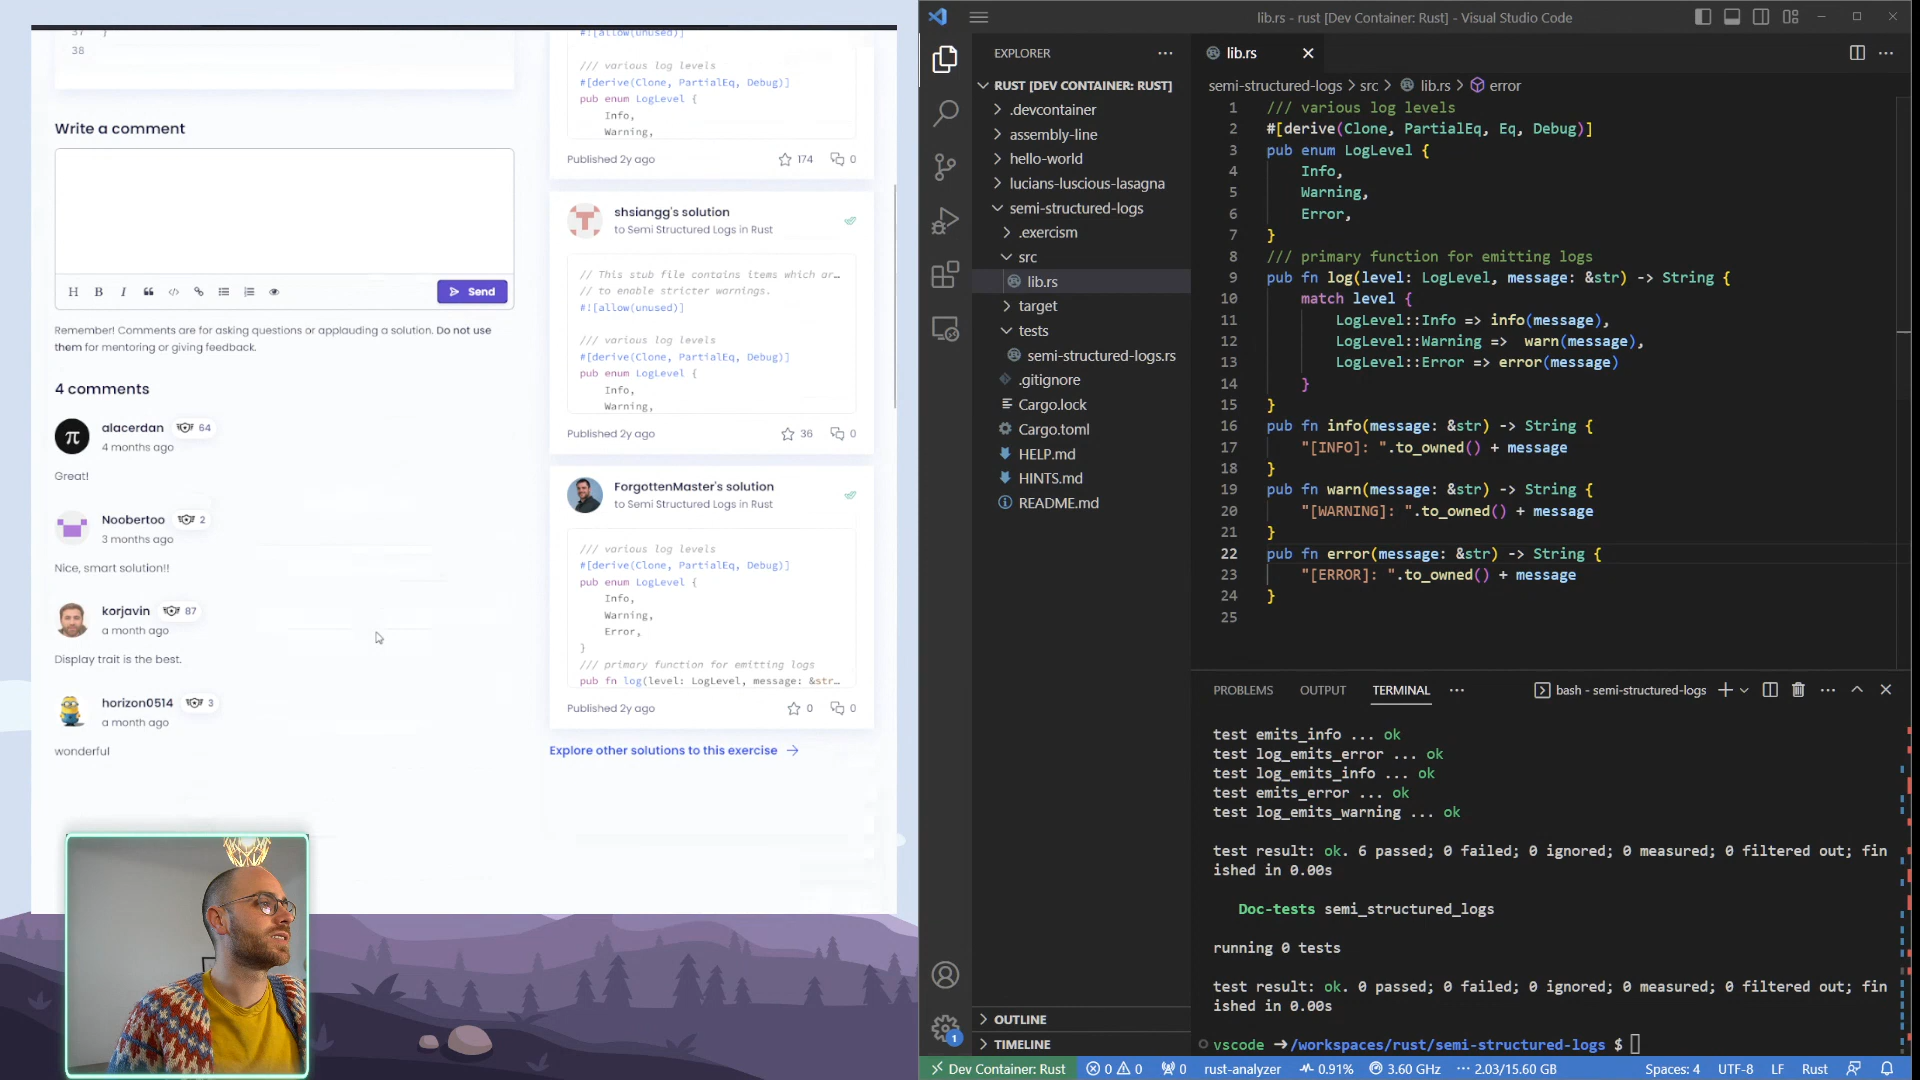 37 }
38
Write a comment
Send
Remember! Comments are for asking questions or applauding a solution. Do not use
them for mentoring or giving feedback.
4 comments
alacerdan 64
4 months ago
Great!
Noobertoo 2
3 months ago
Nice, smart solution!!
korjavin 87
a month ago
Display trait is the best.
horizon0514 3
a month ago
wonderful
#![allow(unused)]
/// various log levels
#[derive(Clone, PartialEq, Debug)]
pub enum LogLevel {
Info,
Warning,
Published 2y ago 174 0
shsiangg's solution
to Semi Structured Logs in Rust
// This stub file contains items which ar…
// to enable stricter warnings.
#![allow(unused)]
/// various log levels
#[derive(Clone, PartialEq, Debug)]
pub enum LogLevel {
Info,
Warning,
Published 2y ago 36 0
ForgottenMaster's solution
to Semi Structured Logs in Rust
/// various log levels
#[derive(Clone, PartialEq, Debug)]
pub enum LogLevel {
Info,
Warning,
Error,
}
/// primary function for emitting logs
pub fn log(level: LogLevel, message: &str…
Published 2y ago 0 0
Explore other solutions to this exercise
lib.rs - rust [Dev Container: Rust] - Visual Studio Code
EXPLORER
RUST [DEV CONTAINER: RUST]
.devcontainer
assembly-line
hello-world
lucians-luscious-lasagna
semi-structured-logs
.exercism
src
lib.rs
target
tests
semi-structured-logs.rs
.gitignore
Cargo.lock
Cargo.toml
HELP.md
HINTS.md
README.md
OUTLINE
TIMELINE
1
lib.rs
semi-structured-logs > src > lib.rs > error
1 /// various log levels
2 #[derive(Clone, PartialEq, Eq, Debug)]
3 pub enum LogLevel {
4 Info,
5 Warning,
6 Error,
7 }
8 /// primary function for emitting logs
9 pub fn log(level: LogLevel, message: &str) -> String {
10 match level {
11 LogLevel::Info => info(message),
12 LogLevel::Warning =>  warn(message),
13 LogLevel::Error => error(message)
14 }
15 }
16 pub fn info(message: &str) -> String {
17 "[INFO]: ".to_owned() + message
18 }
19 pub fn warn(message: &str) -> String {
20 "[WARNING]: ".to_owned() + message
21 }
22 pub fn error(message: &str) -> String {
23 "[ERROR]: ".to_owned() + message
24 }
25
PROBLEMS OUTPUT TERMINAL bash - semi-structured-logs
test emits_info ... ok
test log_emits_error ... ok
test log_emits_info ... ok
test emits_error ... ok
test log_emits_warning ... ok
test result: ok. 6 passed; 0 failed; 0 ignored; 0 measured; 0 filtered out; fin
ished in 0.00s
Doc-tests semi_structured_logs
running 0 tests
test result: ok. 0 passed; 0 failed; 0 ignored; 0 measured; 0 filtered out; fin
ished in 0.00s
vscode ➜/workspaces/rust/semi-structured-logs $
Dev Container: Rust 0 0 0 rust-analyzer 0.91% 3.60 GHz 2.03/15.60 GB Spaces: 4 UTF-8 LF Rust